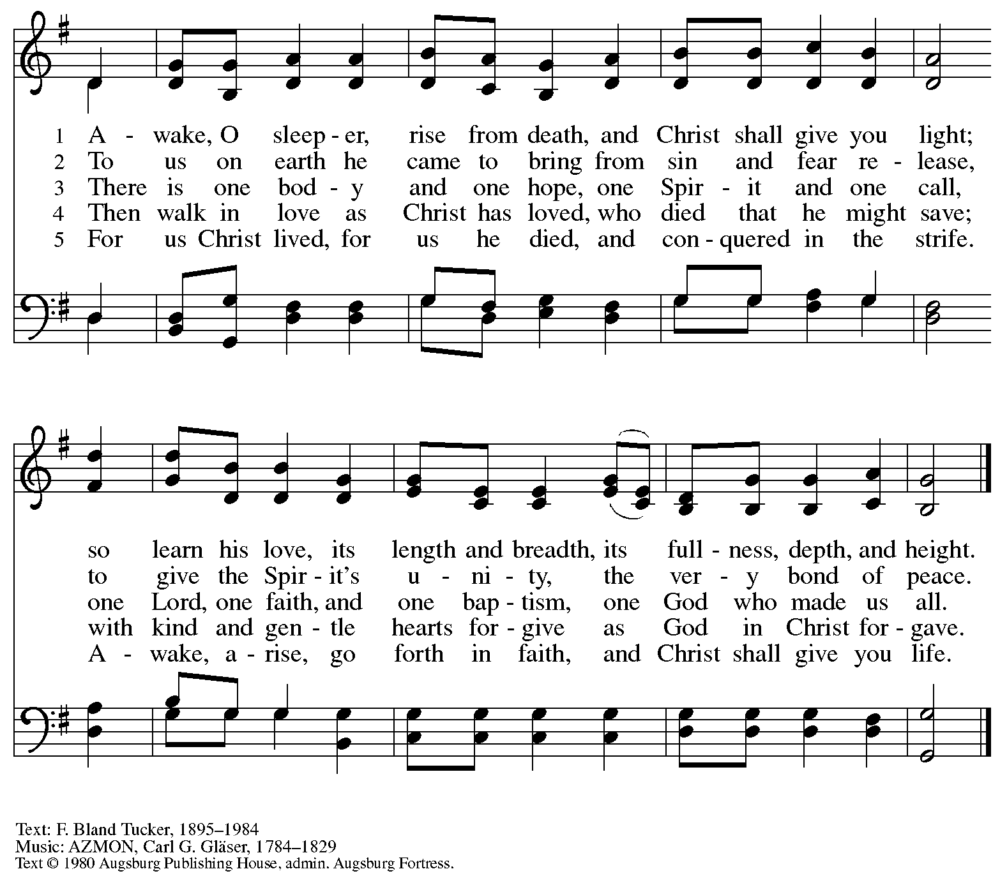 1 A - wake, O sleep - er, rise from death, and Christ shall give you light;
2 To us on earth he came to bring from sin and fear re - lease,
3 There is one bod - y and one hope, one Spir - it and one call,
4 Then walk in love as Christ has loved, who died that he might save;
5 For us Christ lived, for us he died, and con - quered in the strife.
so learn his love, its length and breadth, its full - ness, depth, and height.
to give the Spir - it's u - ni - ty, the ver - y bond of peace.
one Lord, one faith, and one bap - tism, one God who made us all.
with kind and gen - tle hearts for - give as God in Christ for - gave.
A - wake, a - rise, go forth in faith, and Christ shall give you life.
Text: F. Bland Tucker, 1895–1984
Music: AZMON, Carl G. Gläser, 1784–1829
Text © 1980 Augsburg Publishing House, admin. Augsburg Fortress.